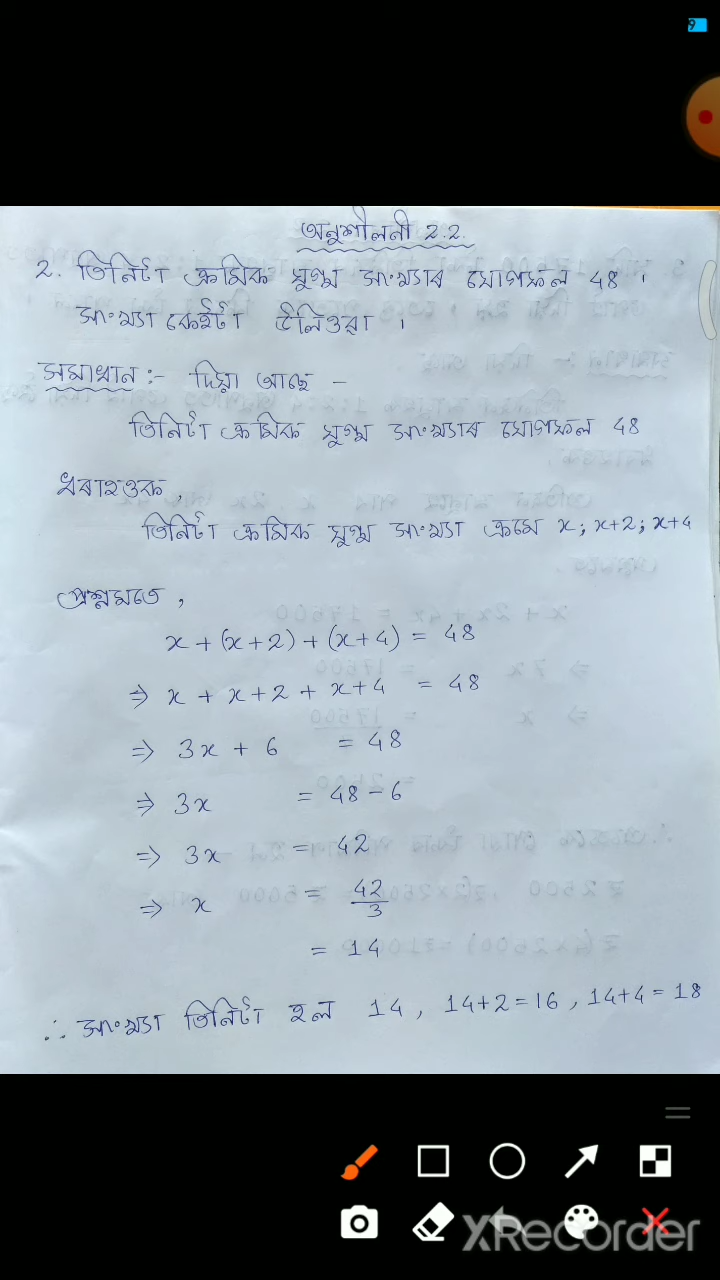 অনুশীলনী 2.2.
2. তিনিটা ক্ৰমিক যুগ্ম সংখ্যাৰ যোগফল 48।
সংখ্যা কেইটা উলিওৱা।
সমাধান:- দিয়া আছে -
তিনিটা ক্ৰমিক যুগ্ম সংখ্যাৰ যোগফল 48
ধৰাহওক,
তিনিটা ক্ৰমিক যুগ্ম সংখ্যা ক্ৰমে x; x+2; x+4
প্ৰশ্নমতে,
x + (x+2) + (x+4) = 48
⇒ x + x+2 + x+4 = 48
⇒ 3x + 6 = 48
⇒ 3x = 48-6
⇒ 3x = 42
⇒ x = 42/3
= 14
∴ সংখ্যা তিনিটা হল 14, 14+2=16, 14+4=18
XRecorder